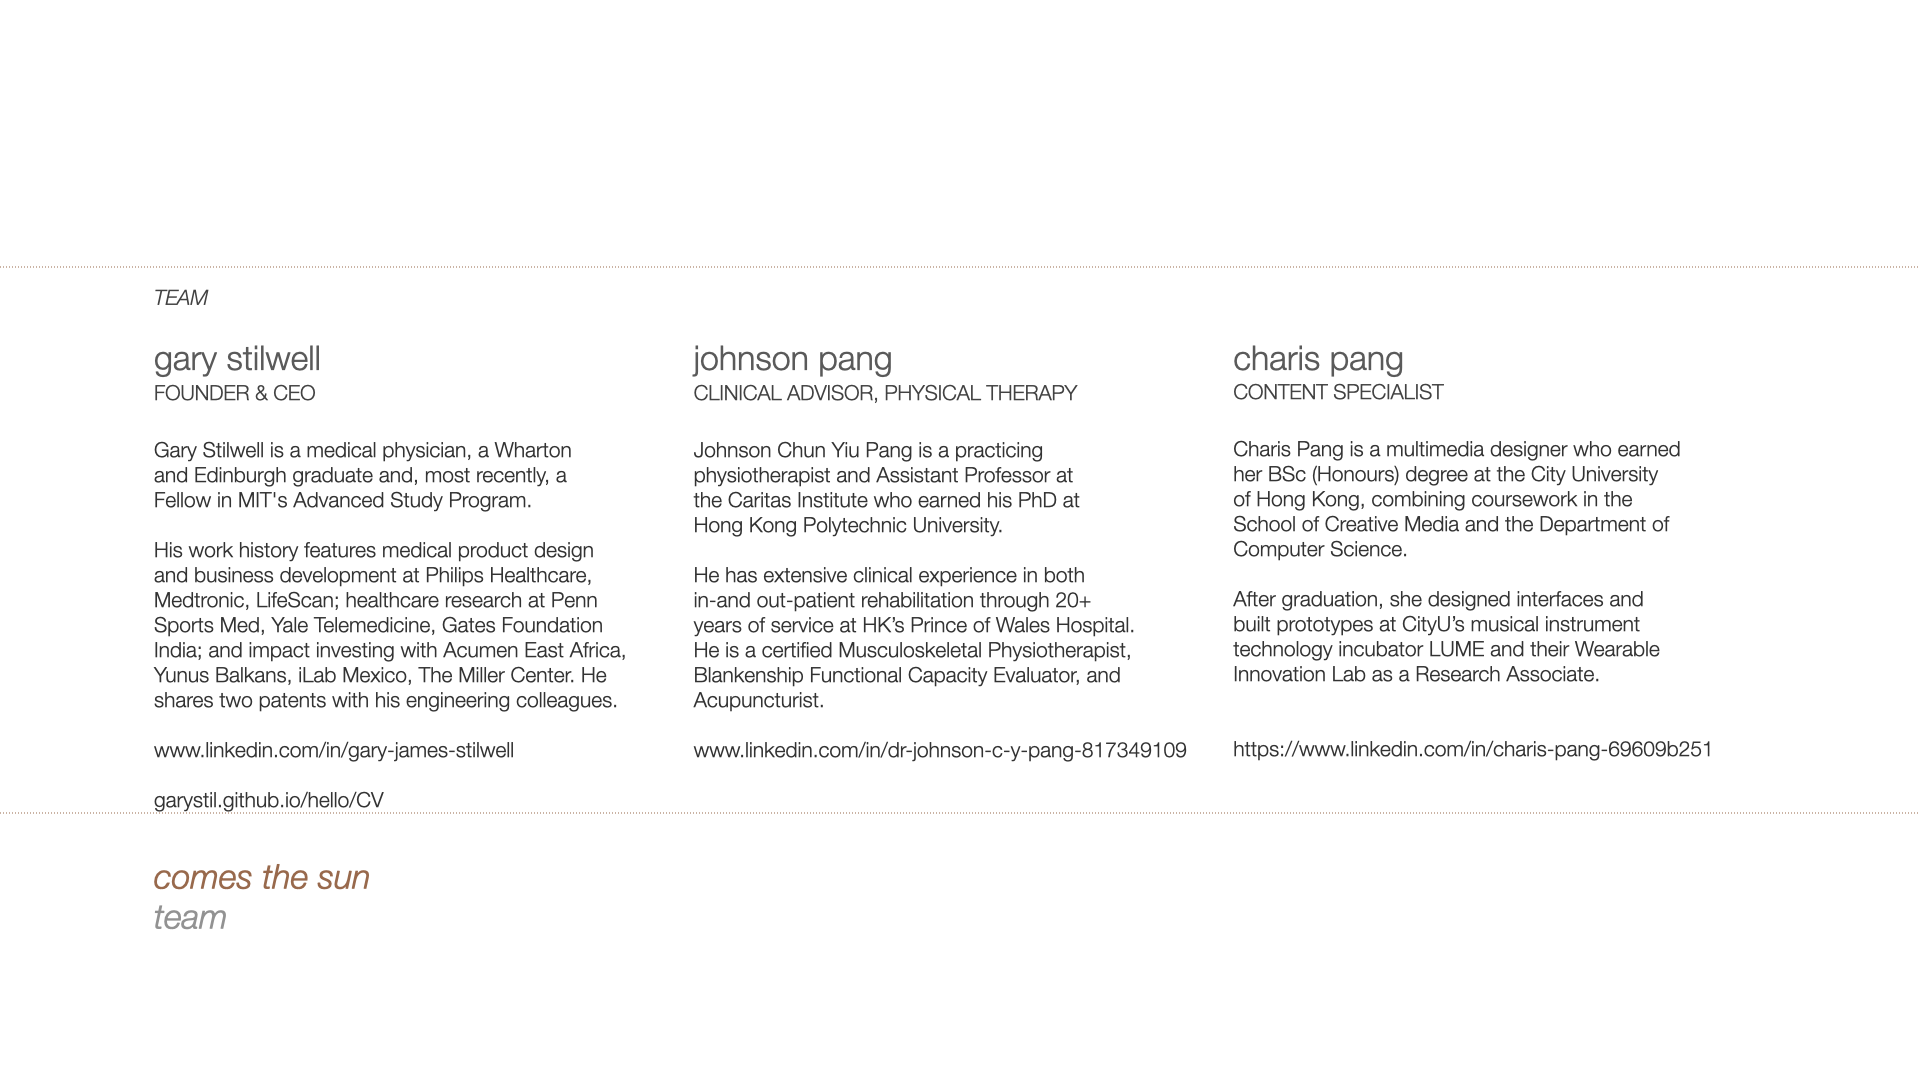 TEAM
gary stilwell
FOUNDER & CEO
Gary Stilwell is a medical physician, a Wharton
and Edinburgh graduate and, most recently, a
Fellow in MIT's Advanced Study Program.
His work history features medical product design
and business development at Philips Healthcare,
Medtronic, LifeScan; healthcare research at Penn
Sports Med, Yale Telemedicine, Gates Foundation
India; and impact investing with Acumen East Africa,
Yunus Balkans, iLab Mexico, The Miller Center. He
shares two patents with his engineering colleagues.
www.linkedin.com/in/gary-james-stilwell
garystil.github.io/hello/CV
johnson pang
CLINICAL ADVISOR, PHYSICAL THERAPY
Johnson Chun Yiu Pang is a practicing
physiotherapist and Assistant Professor at
the Caritas Institute who earned his PhD at
Hong Kong Polytechnic University.
He has extensive clinical experience in both
in-and out-patient rehabilitation through 20+
years of service at HK’s Prince of Wales Hospital.
He is a certified Musculoskeletal Physiotherapist,
Blankenship Functional Capacity Evaluator, and
Acupuncturist.
www.linkedin.com/in/dr-johnson-c-y-pang-817349109
charis pang
CONTENT SPECIALIST
Charis Pang is a multimedia designer who earned
her BSc (Honours) degree at the City University
of Hong Kong, combining coursework in the
School of Creative Media and the Department of
Computer Science.
After graduation, she designed interfaces and
built prototypes at CityU’s musical instrument
technology incubator LUME and their Wearable
Innovation Lab as a Research Associate.
https://www.linkedin.com/in/charis-pang-69609b251
comes the sun
team